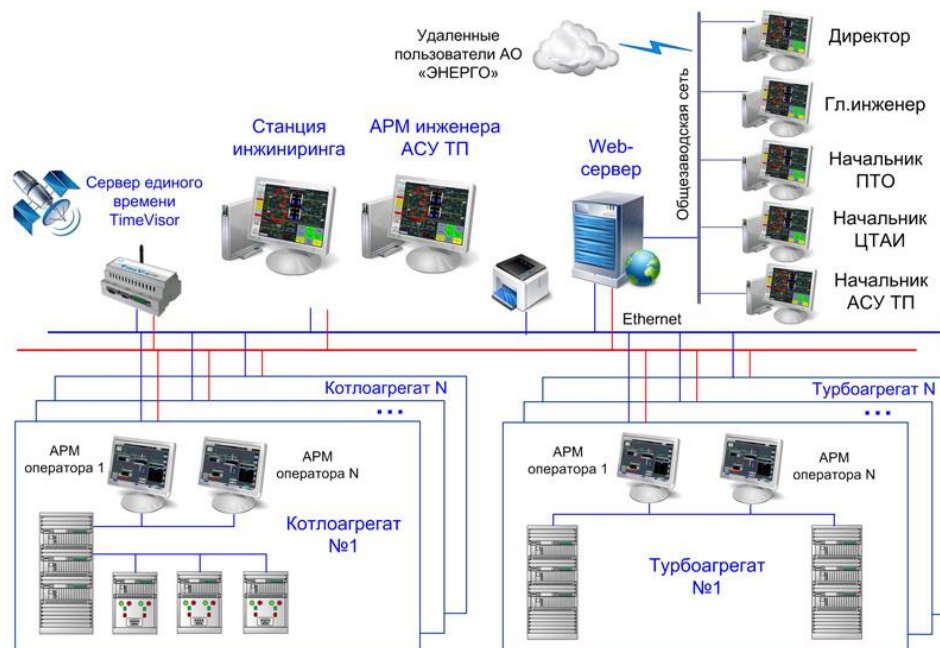 Удаленные
пользователи АО
«ЭНЕРГО»
Общезаводская сеть
Директор
Гл.инженер
Начальник
ПТО
Начальник
ЦТАИ
Начальник
АСУ ТП
Станция
инжиниринга
АРМ инженера
АСУ ТП
Web-
сервер
Сервер единого
времени
TimeVisor
Ethernet
Котлоагрегат N
...
АРМ
оператора 1
АРМ
оператора N
Котлоагрегат
№1
Турбоагрегат N
...
АРМ
оператора 1
АРМ
оператора N
Турбоагрегат
№1